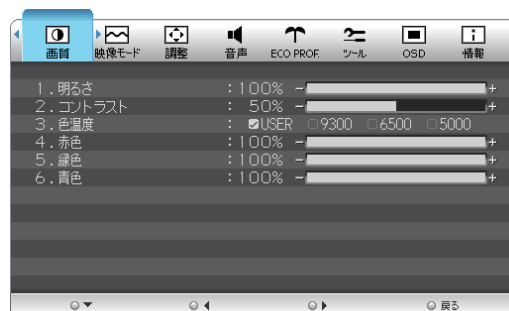 画質 映像モード 調整 音声 ECO PROF. ツール OSD 情報
1.明るさ :100% - +
2.コントラスト : 50% - +
3.色温度 : USER 9300 6500 5000
4.赤色 :100% - +
5.緑色 :100% - +
6.青色 :100% - +
戻る